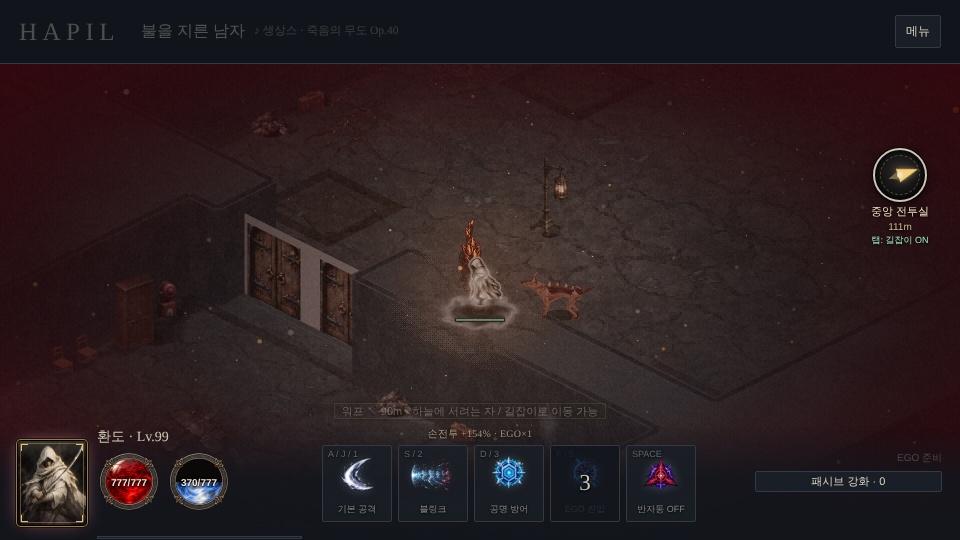 HAPIL 불을 지른 남자 ♪ 생상스 · 죽음의 무도 Op.40 메뉴
중앙 전투실
111m
탭: 길잡이 ON
워프 ↖ 96m · 하늘에 서려는 자 / 길잡이로 이동 가능
손전투 +154% · EGO×1
환도 · Lv.99
777/777 370/777
A / J / 1 S / 2 D / 3 SPACE
3
기본 공격 블링크 공명 방어 EGO 진입 반자동 OFF
EGO 준비
패시브 강화 · 0